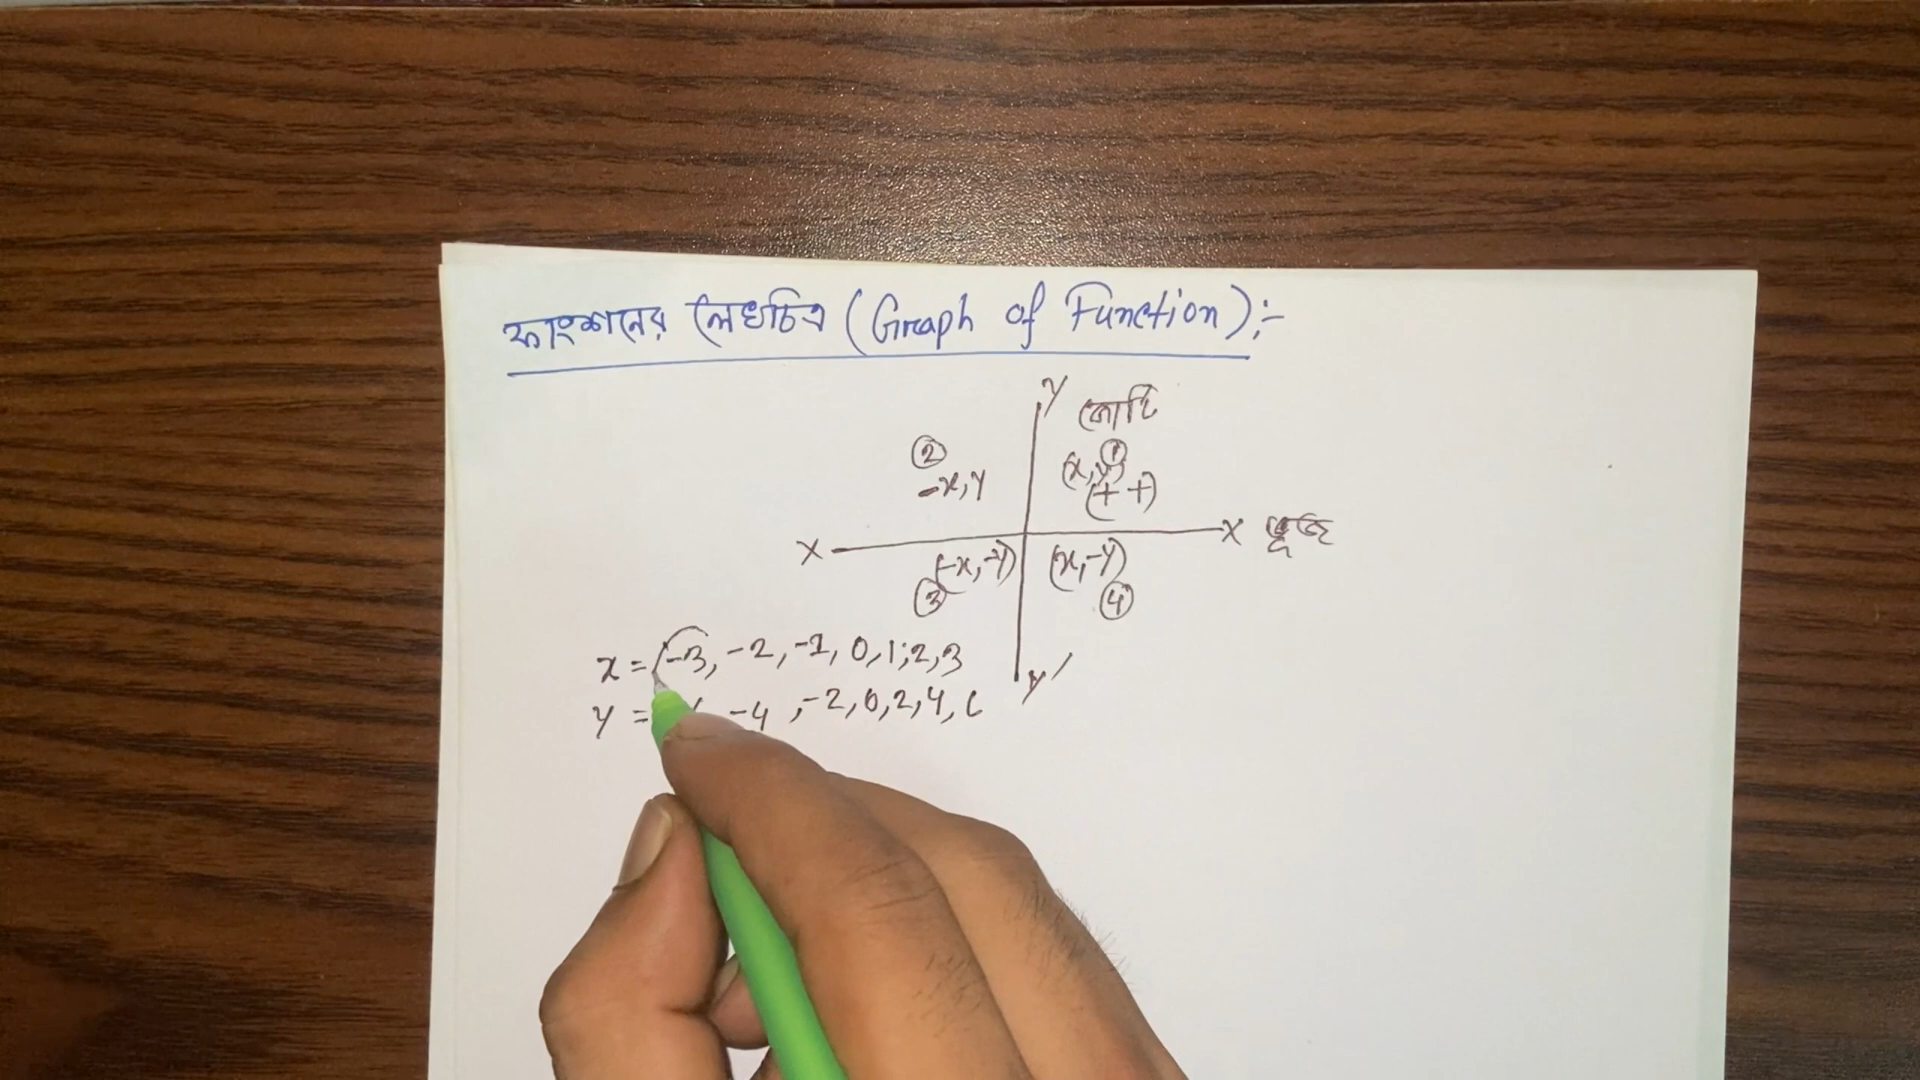 ফাংশনের লেখচিত্র (Graph of Function):-
Y কোটি
② ①
-x, y (x, y)
(+ +)
X X ভূজ
(-x, -y) (x, -y)
③ ④
x = -3, -2, -1, 0, 1, 2, 3
Y'
y = -4, -2, 0, 2, 4, 6